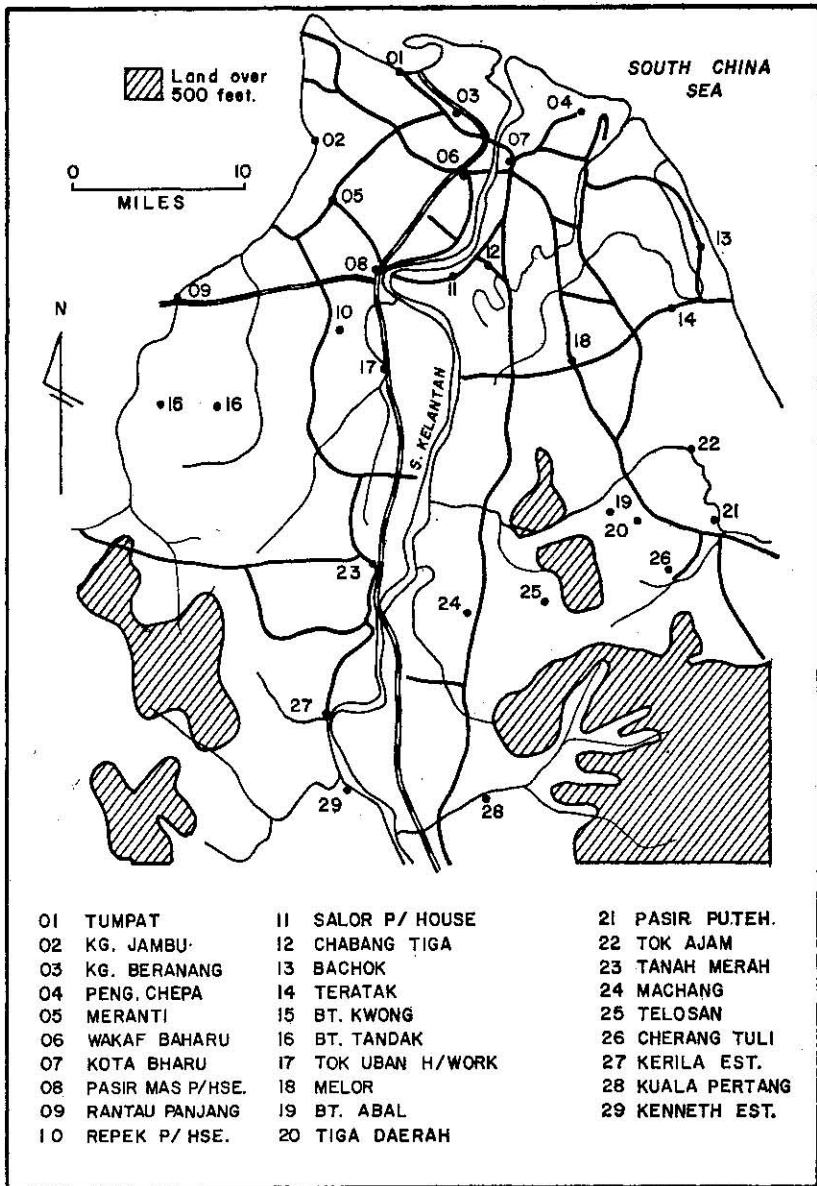 Land over
500 feet.
SOUTH CHINA
SEA
01
03
04
02
07
06
0
10
MILES
05
13
08
12
11
09
14
N
10
18
17
15
16
S. KELANTAN
22
19
20
21
23
26
24
25
27
29
28
01 TUMPAT
02 KG. JAMBU
03 KG. BERANANG
04 PENG. CHEPA
05 MERANTI
06 WAKAF BAHARU
07 KOTA BHARU
08 PASIR MAS P/HSE.
09 RANTAU PANJANG
10 REPEK P/ HSE.
11 SALOR P/ HOUSE
12 CHABANG TIGA
13 BACHOK
14 TERATAK
15 BT. KWONG
16 BT. TANDAK
17 TOK UBAN H/WORK
18 MELOR
19 BT. ABAL
20 TIGA DAERAH
21 PASIR PUTEH.
22 TOK AJAM
23 TANAH MERAH
24 MACHANG
25 TELOSAN
26 CHERANG TULI
27 KERILA EST.
28 KUALA PERTANG
29 KENNETH EST.